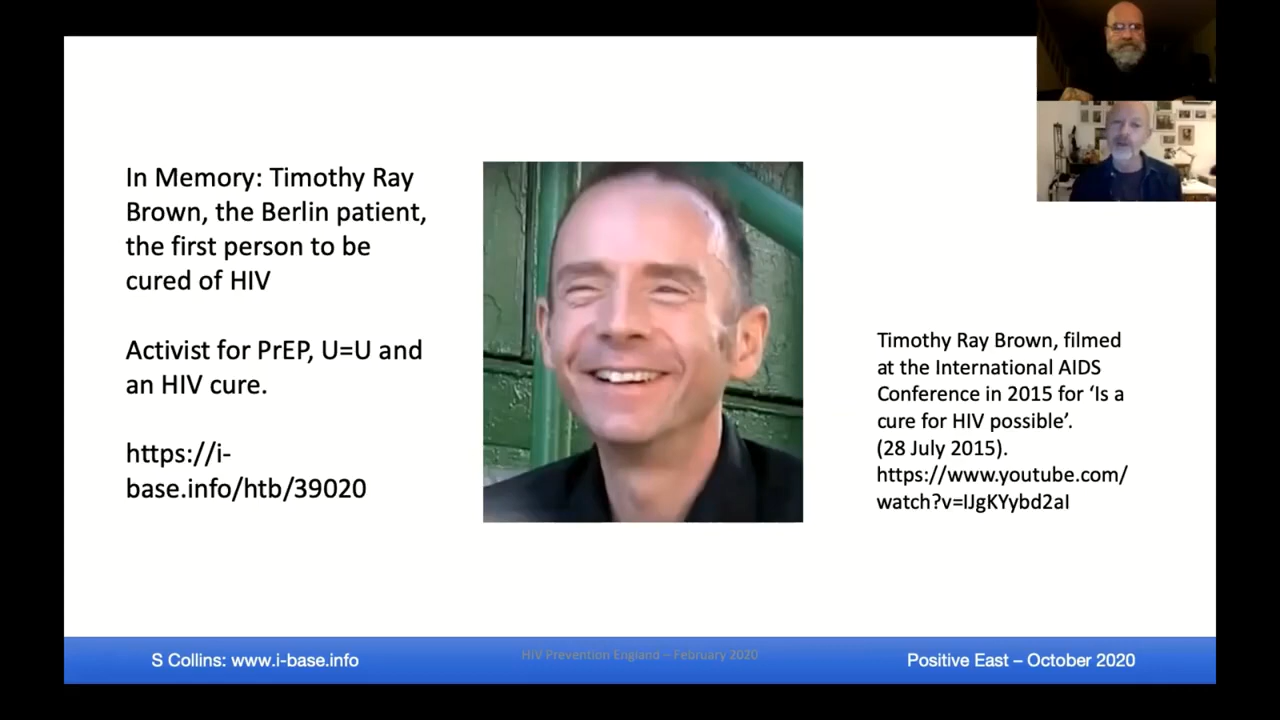 In Memory: Timothy Ray
Brown, the Berlin patient,
the first person to be
cured of HIV
Activist for PrEP, U=U and
an HIV cure.
https://i-
base.info/htb/39020
Timothy Ray Brown, filmed
at the International AIDS
Conference in 2015 for ‘Is a
cure for HIV possible’.
(28 July 2015).
https://www.youtube.com/
watch?v=IJgKYybd2aI
S Collins: www.i-base.info
HIV Prevention England – February 2020
Positive East – October 2020